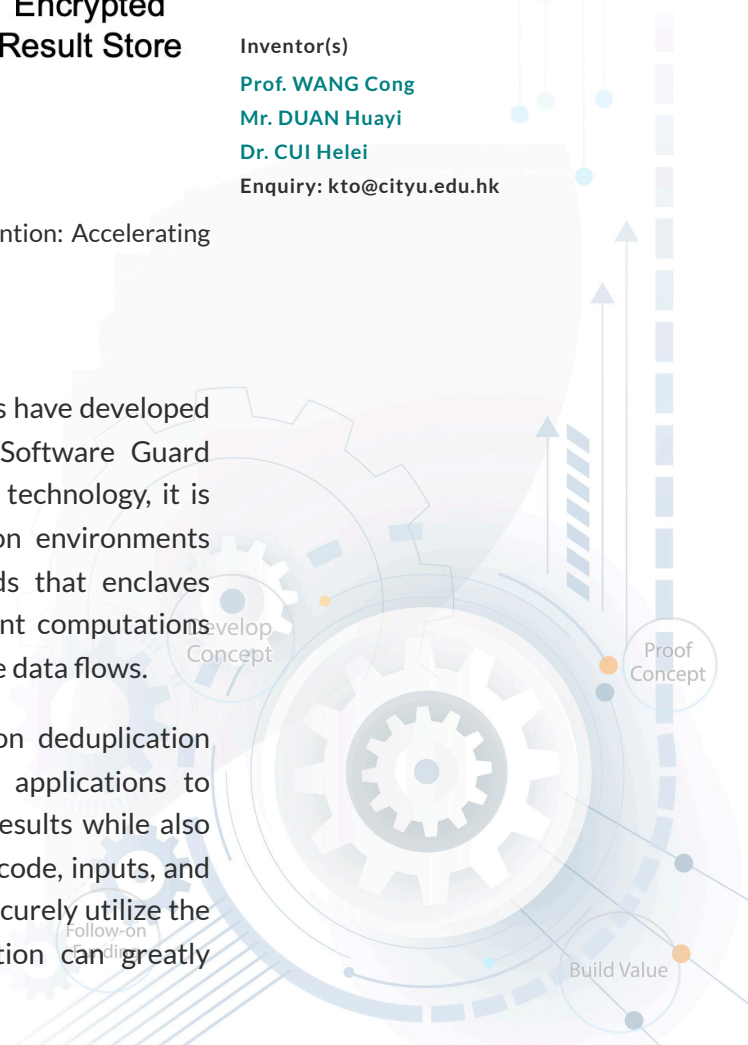 Encrypted
Result Store
Inventor(s)
Prof. WANG Cong
Mr. DUAN Huayi
Dr. CUI Helei
Enquiry: kto@cityu.edu.hk
ntion: Accelerating
s have developed
Software Guard
technology, it is
on environments
ds that enclaves
nt computations
e data flows.
on deduplication
applications to
esults while also
code, inputs, and
curely utilize the
tion can greatly
Develop
Concept
Proof
Concept
Follow-on
Funding
Build Value